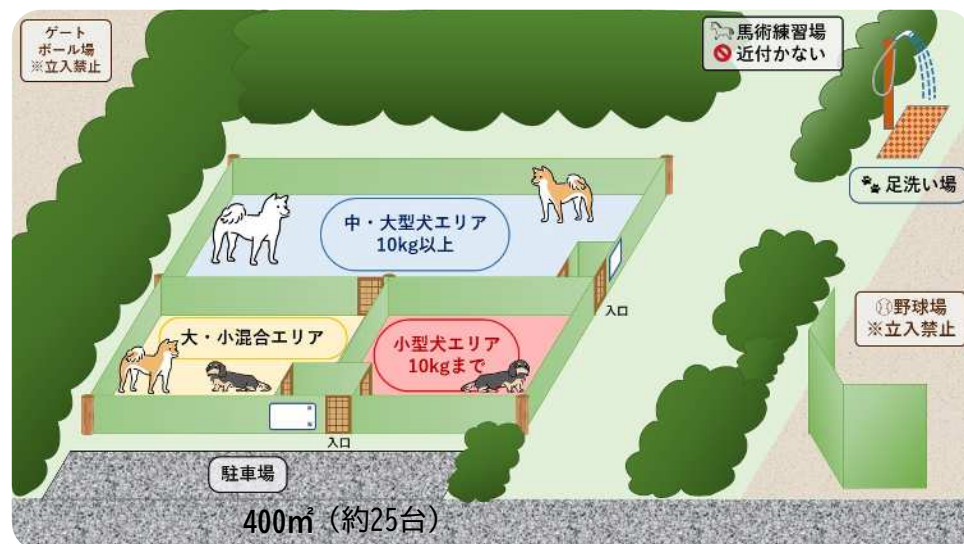 ゲート
ボール場
※立入禁止
馬術練習場
近付かない
足洗い場
中・大型犬エリア
10kg以上
入口
野球場
※立入禁止
大・小混合エリア
小型犬エリア
10kgまで
入口
駐車場
400㎡（約25台）